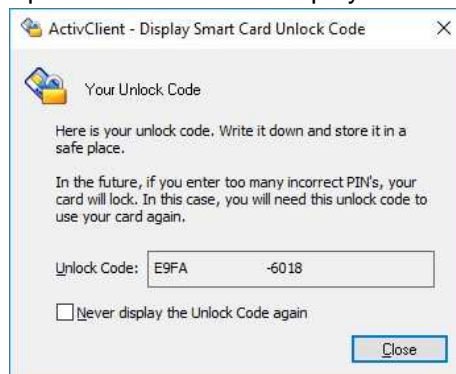 ActivClient - Display Smart Card Unlock Code
Your Unlock Code
Here is your unlock code. Write it down and store it in a
safe place.
In the future, if you enter too many incorrect PIN's, your
card will lock. In this case, you will need this unlock code to
use your card again.
Unlock Code: E9FA -6018
Never display the Unlock Code again
Close